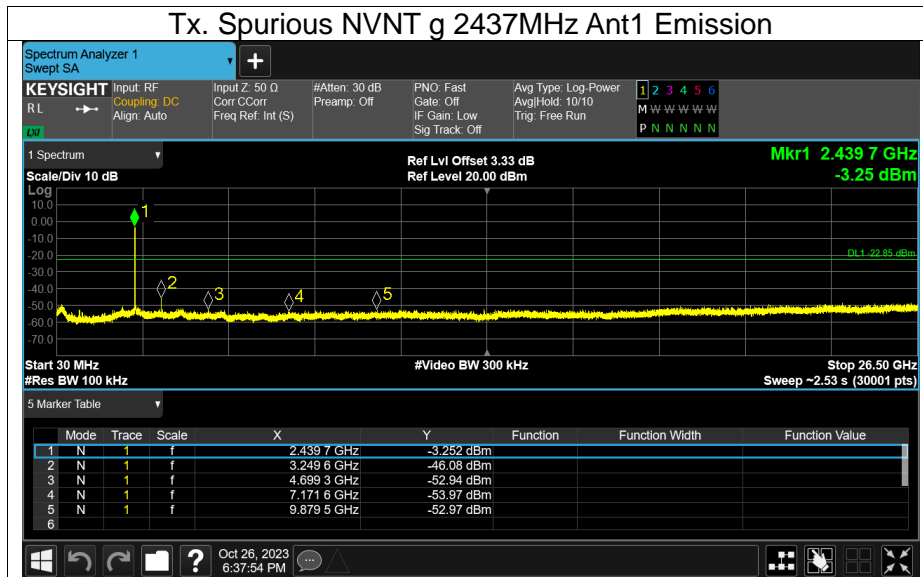 Tx. Spurious NVNT g 2437MHz Ant1 Emission
Spectrum Analyzer 1
Swept SA
+
KEYSIGHT Input: RF Input Z: 50 Ω #Atten: 30 dB PNO: Fast Avg Type: Log-Power 1 2 3 4 5 6
RL Coupling: DC Corr CCorr Preamp: Off Gate: Off Avg|Hold: 10/10 M W W W W W
Align: Auto Freq Ref: Int (S) IF Gain: Low Trig: Free Run
LXI Sig Track: Off P N N N N N
1 Spectrum Ref Lvl Offset 3.33 dB Mkr1 2.439 7 GHz
Scale/Div 10 dB Ref Level 20.00 dBm -3.25 dBm
Log
10.0
1
0.00
-10.0
-20.0 DL1 -22.85 dBm
-30.0
-40.0 2 3 4 5
-50.0
-60.0
-70.0
Start 30 MHz #Video BW 300 kHz Stop 26.50 GHz
#Res BW 100 kHz Sweep ~2.53 s (30001 pts)
5 Marker Table
Mode Trace Scale X Y Function Function Width Function Value
1 N 1 f 2.439 7 GHz -3.252 dBm
2 N 1 f 3.249 6 GHz -46.08 dBm
3 N 1 f 4.699 3 GHz -52.94 dBm
4 N 1 f 7.171 6 GHz -53.97 dBm
5 N 1 f 9.879 5 GHz -52.97 dBm
6
? Oct 26, 2023
6:37:54 PM